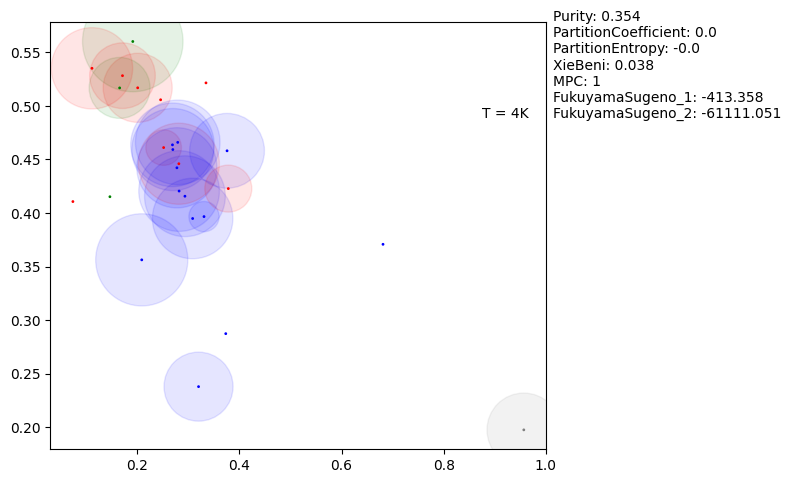 Purity: 0.354
PartitionCoefficient: 0.0
PartitionEntropy: -0.0
XieBeni: 0.038
MPC: 1
FukuyamaSugeno_1: -413.358
FukuyamaSugeno_2: -61111.051
T = 4K
0.55
0.50
0.45
0.40
0.35
0.30
0.25
0.20
0.2
0.4
0.6
0.8
1.0